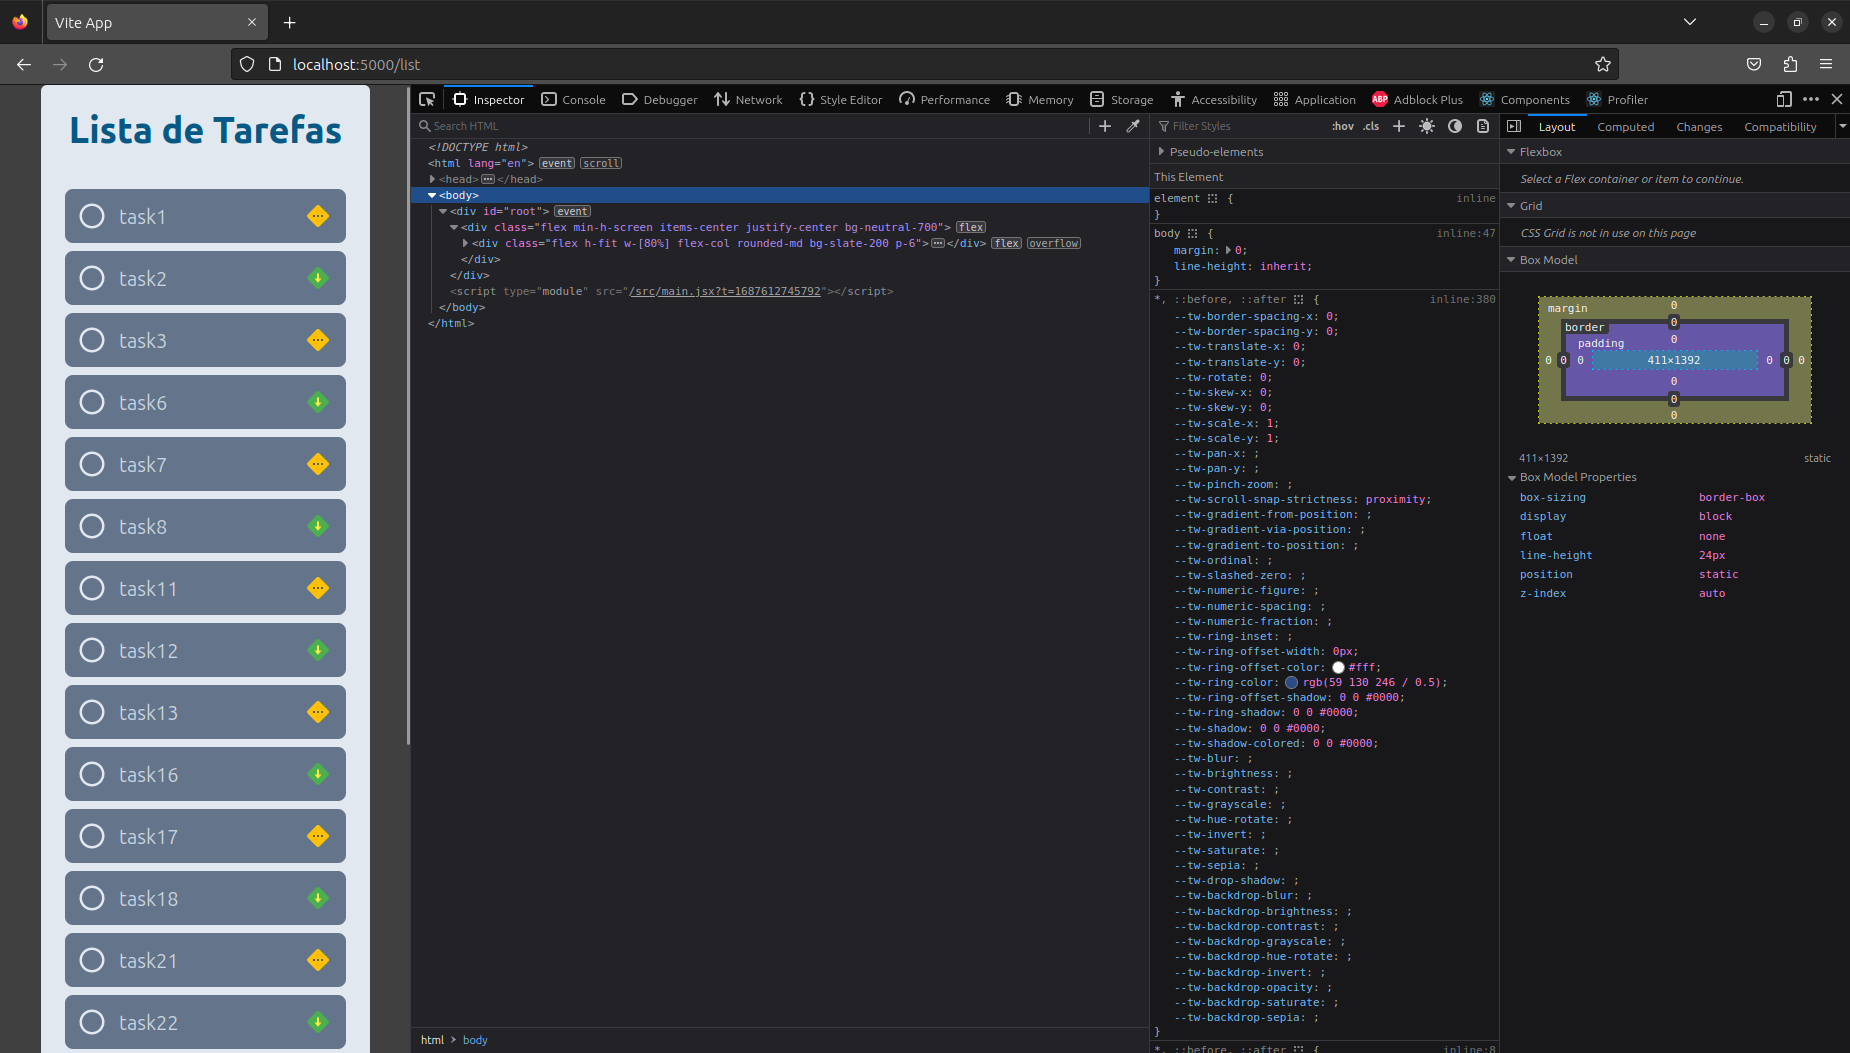 Vite App
localhost:5000/list
Lista de Tarefas
task1
task2
task3
task6
task7
task8
task11
task12
task13
task16
task17
task18
task21
task22
Inspector Console Debugger Network Style Editor Performance Memory Storage Accessibility Application ABP Adblock Plus Components Profiler
Search HTML
<!DOCTYPE html>
<html lang="en"> event scroll
<head> ••• </head>
<body>
<div id="root"> event
<div class="flex min-h-screen items-center justify-center bg-neutral-700"> flex
<div class="flex h-fit w-[80%] flex-col rounded-md bg-slate-200 p-6"> ••• </div> flex overflow
</div>
</div>
<script type="module" src="/src/main.jsx?t=1687612745792"></script>
</body>
</html>
html > body
Filter Styles :hov .cls
Pseudo-elements
This Element
element { inline
}
body { inline:47
margin: 0;
line-height: inherit;
}
*, ::before, ::after { inline:380
--tw-border-spacing-x: 0;
--tw-border-spacing-y: 0;
--tw-translate-x: 0;
--tw-translate-y: 0;
--tw-rotate: 0;
--tw-skew-x: 0;
--tw-skew-y: 0;
--tw-scale-x: 1;
--tw-scale-y: 1;
--tw-pan-x: ;
--tw-pan-y: ;
--tw-pinch-zoom: ;
--tw-scroll-snap-strictness: proximity;
--tw-gradient-from-position: ;
--tw-gradient-via-position: ;
--tw-gradient-to-position: ;
--tw-ordinal: ;
--tw-slashed-zero: ;
--tw-numeric-figure: ;
--tw-numeric-spacing: ;
--tw-numeric-fraction: ;
--tw-ring-inset: ;
--tw-ring-offset-width: 0px;
--tw-ring-offset-color: #fff;
--tw-ring-color: rgb(59 130 246 / 0.5);
--tw-ring-offset-shadow: 0 0 #0000;
--tw-ring-shadow: 0 0 #0000;
--tw-shadow: 0 0 #0000;
--tw-shadow-colored: 0 0 #0000;
--tw-blur: ;
--tw-brightness: ;
--tw-contrast: ;
--tw-grayscale: ;
--tw-hue-rotate: ;
--tw-invert: ;
--tw-saturate: ;
--tw-sepia: ;
--tw-drop-shadow: ;
--tw-backdrop-blur: ;
--tw-backdrop-brightness: ;
--tw-backdrop-contrast: ;
--tw-backdrop-grayscale: ;
--tw-backdrop-hue-rotate: ;
--tw-backdrop-invert: ;
--tw-backdrop-opacity: ;
--tw-backdrop-saturate: ;
--tw-backdrop-sepia: ;
}
*, ::before, ::after { inline:8
Layout Computed Changes Compatibility
Flexbox
Select a Flex container or item to continue.
Grid
CSS Grid is not in use on this page
Box Model
margin 0
border 0
padding 0
0 0 0 411×1392 0 0 0
0
0
0
411×1392 static
Box Model Properties
box-sizing border-box
display block
float none
line-height 24px
position static
z-index auto